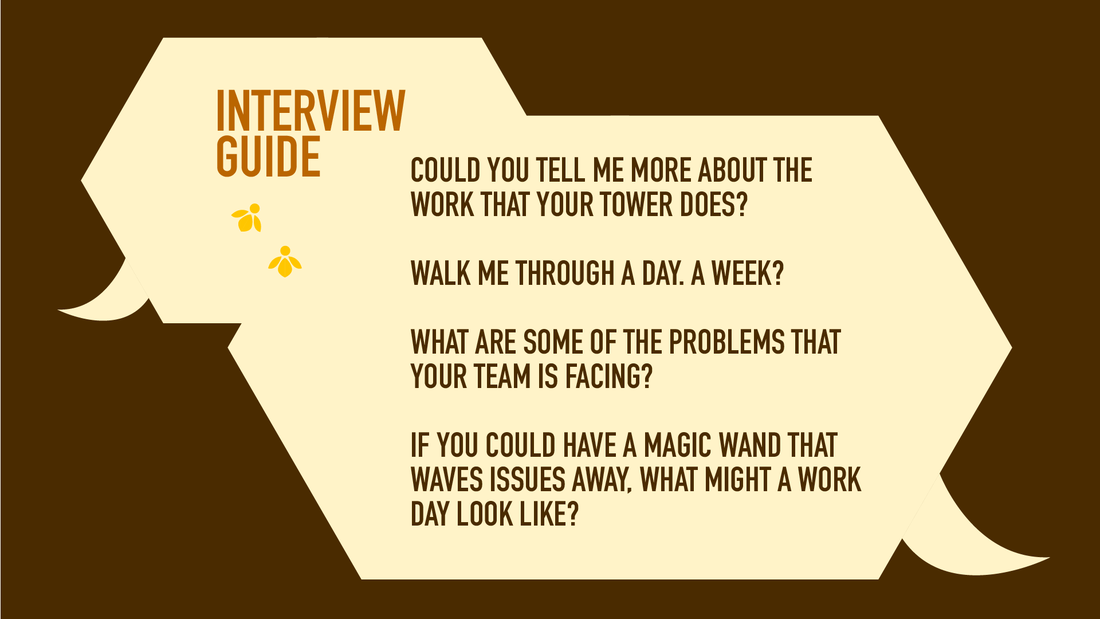 INTERVIEW
GUIDE
COULD YOU TELL ME MORE ABOUT THE
WORK THAT YOUR TOWER DOES?
WALK ME THROUGH A DAY. A WEEK?
WHAT ARE SOME OF THE PROBLEMS THAT
YOUR TEAM IS FACING?
IF YOU COULD HAVE A MAGIC WAND THAT
WAVES ISSUES AWAY, WHAT MIGHT A WORK
DAY LOOK LIKE?